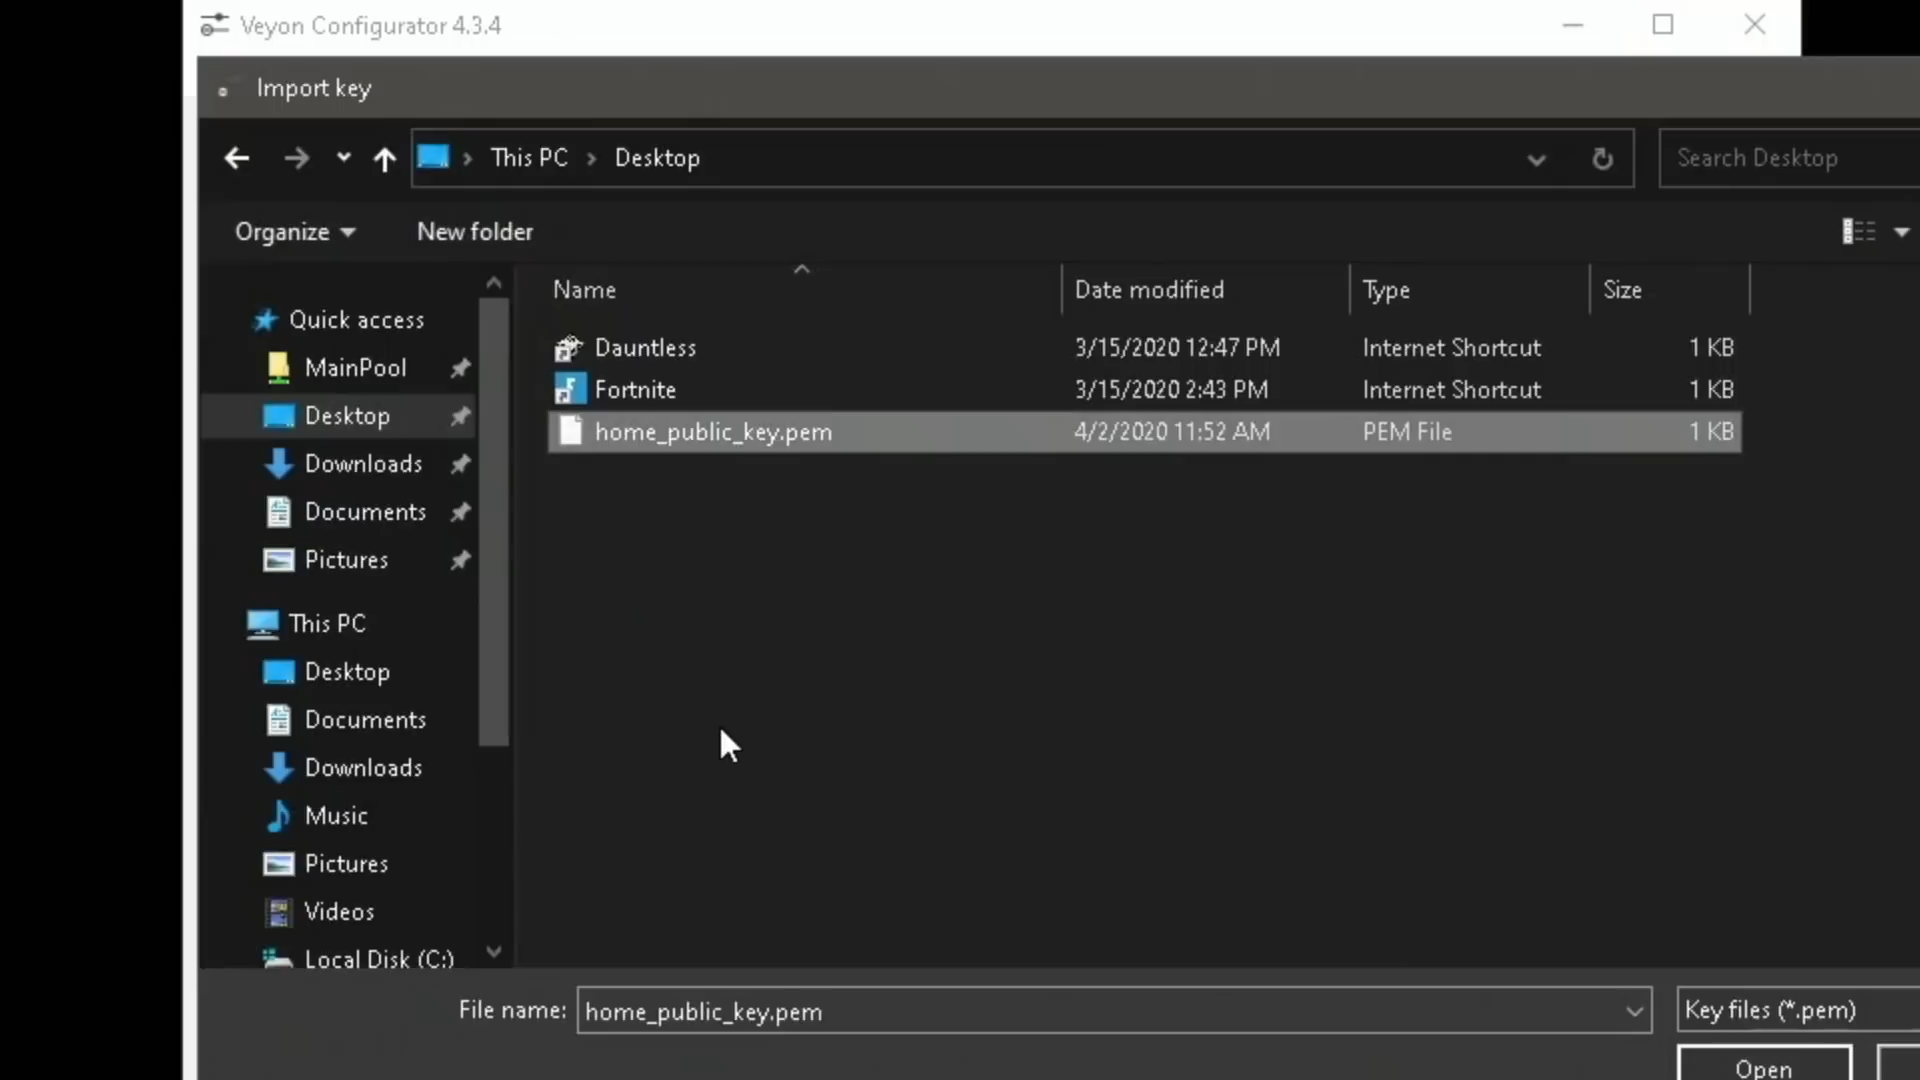 Veyon Configurator 4.3.4
Import key
This PC > Desktop
Search Desktop
Organize
New folder
Name Date modified Type Size
Quick access
MainPool
Desktop
Downloads
Documents
Pictures
This PC
Desktop
Documents
Downloads
Music
Pictures
Videos
Local Disk (C:)
Dauntless 3/15/2020 12:47 PM Internet Shortcut 1 KB
Fortnite 3/15/2020 2:43 PM Internet Shortcut 1 KB
home_public_key.pem 4/2/2020 11:52 AM PEM File 1 KB
File name: home_public_key.pem
Key files (*.pem)
Open